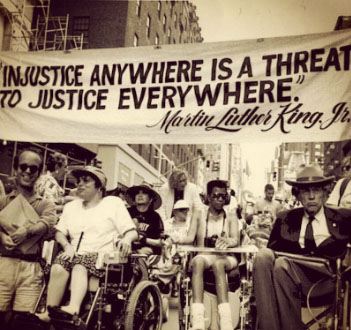 "INJUSTICE ANYWHERE IS A THREAT
TO JUSTICE EVERYWHERE."
Martin Luther King, Jr.